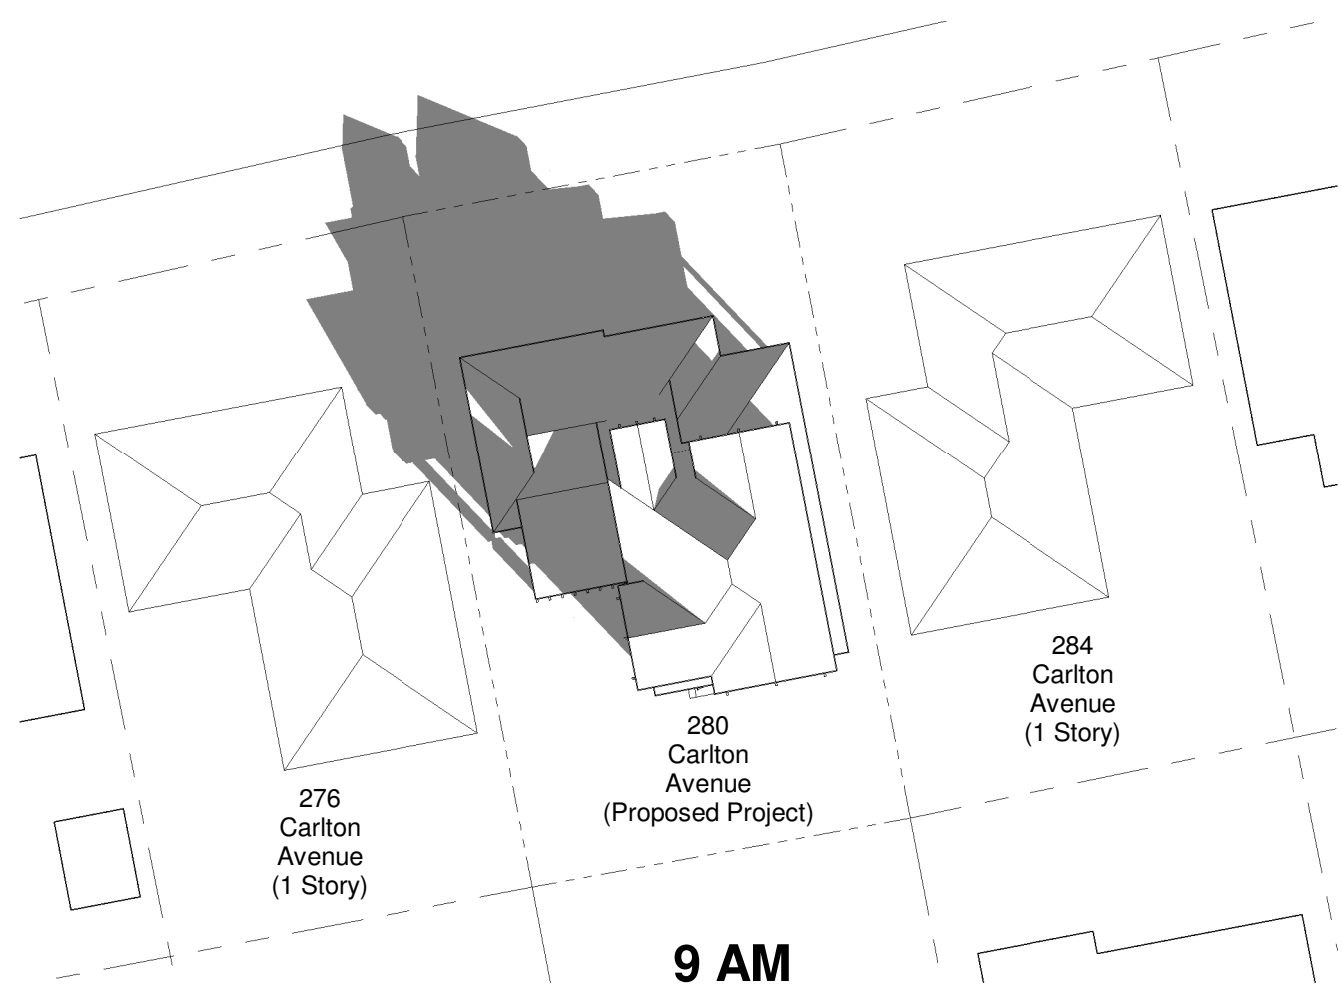 284
Carlton
Avenue
(1 Story)
280
Carlton
Avenue
(Proposed Project)
276
Carlton
Avenue
(1 Story)
9 AM